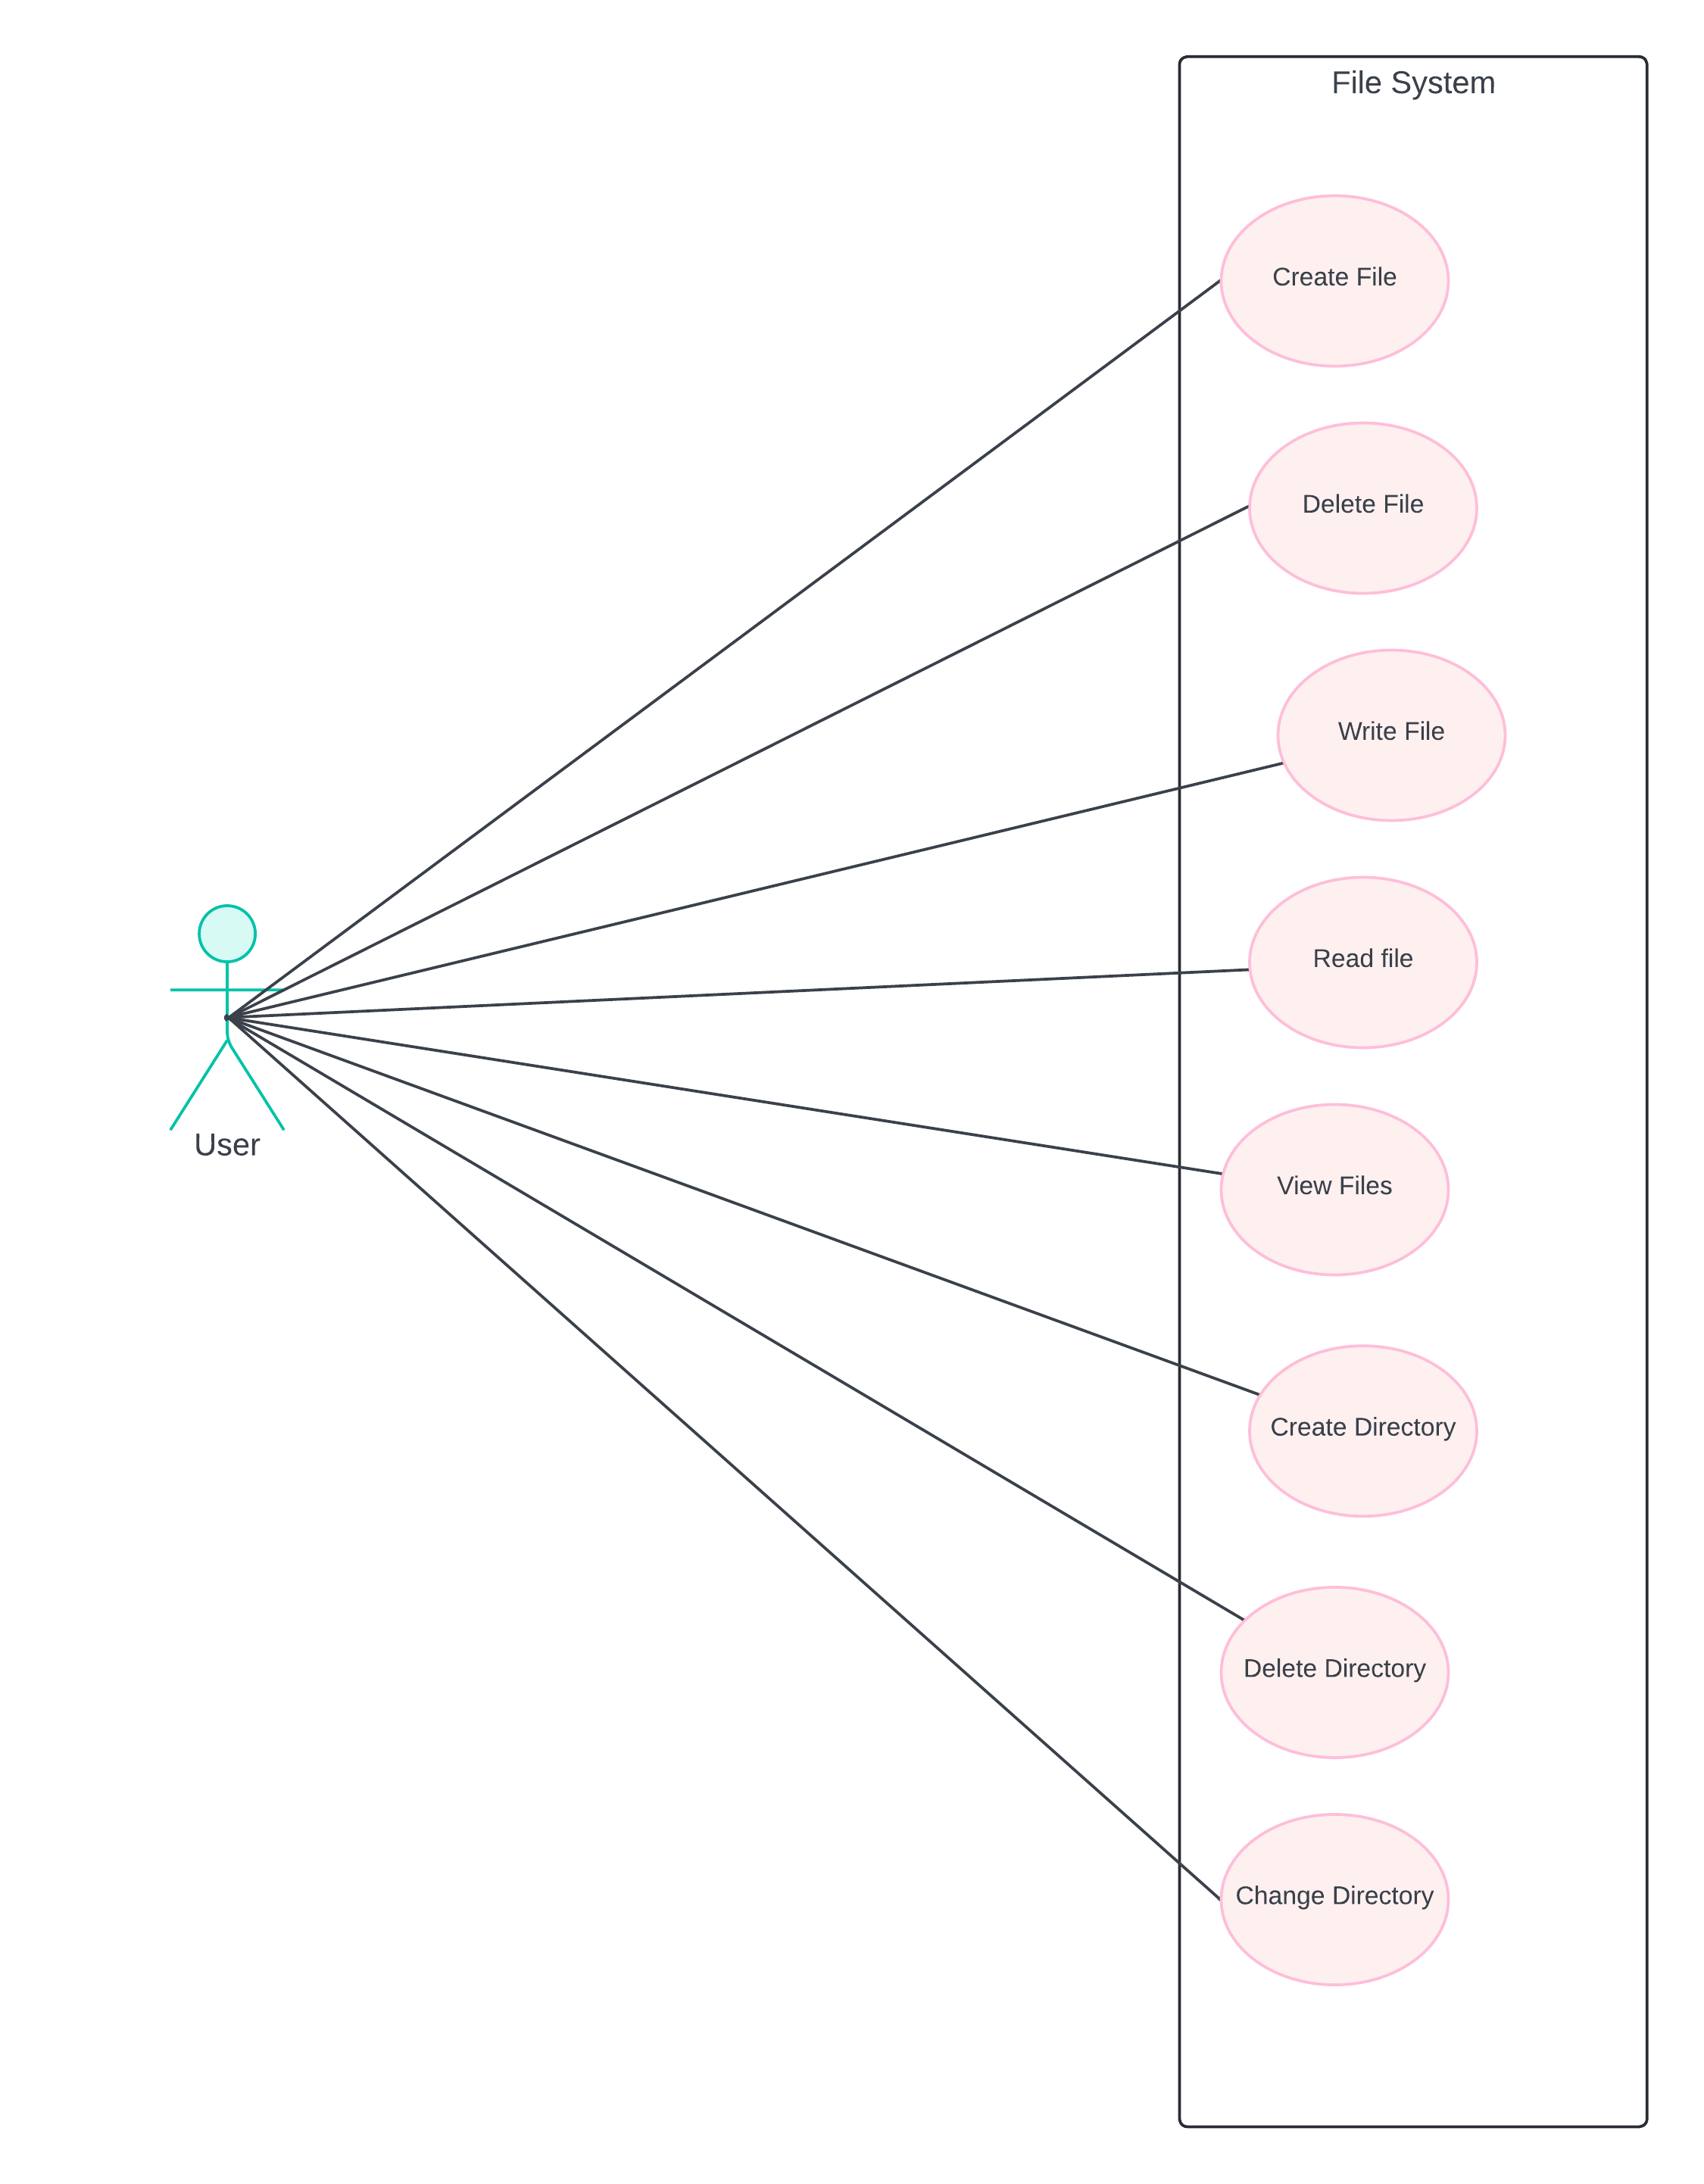 File System
Create File
Delete File
Write File
Read file
User
View Files
Create Directory
Delete Directory
Change Directory